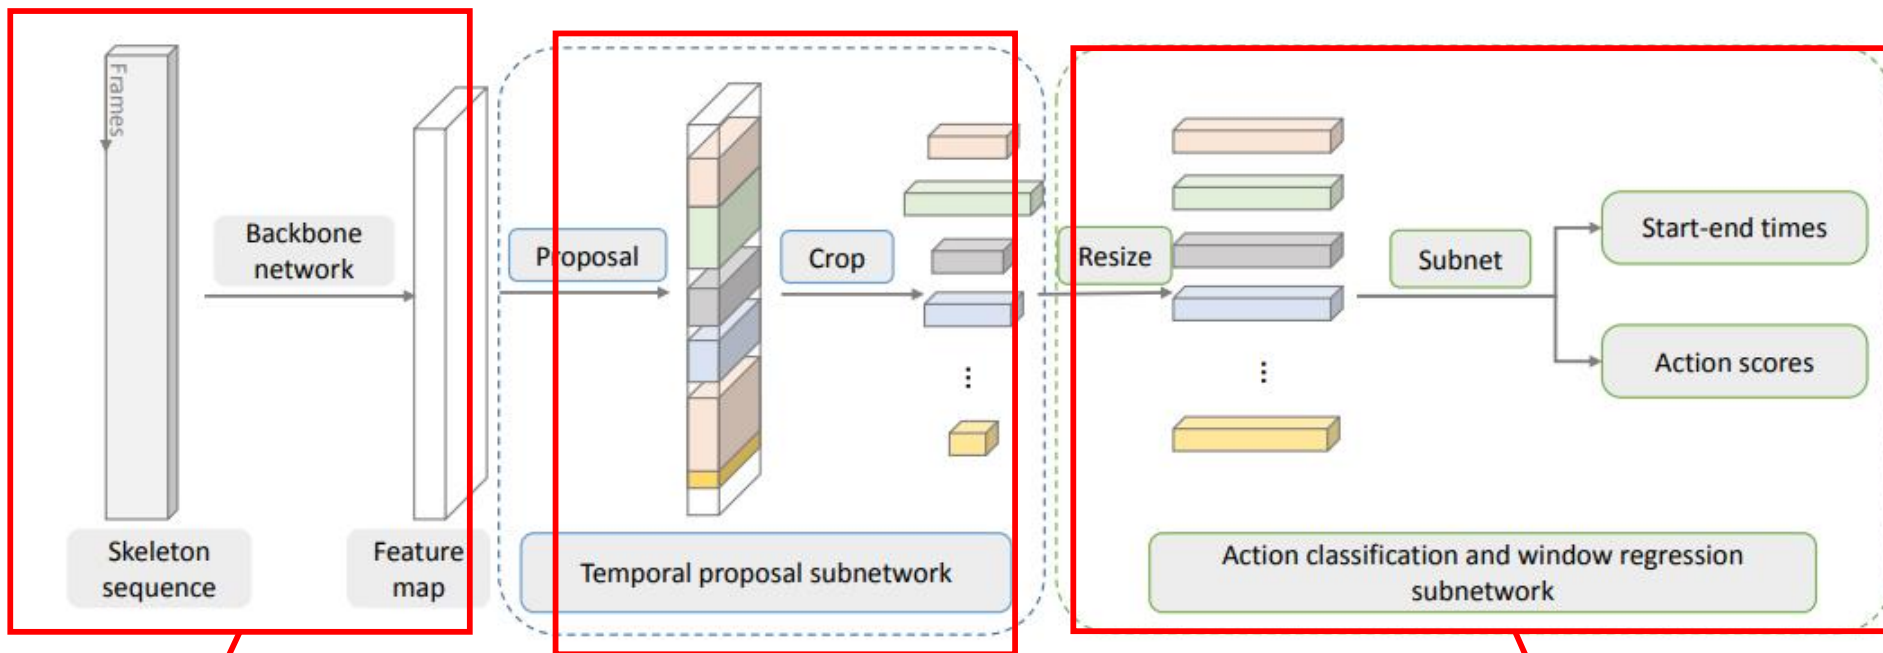 Frames
Backbone
network
Skeleton
sequence
Feature
map
Proposal
Crop
Temporal proposal subnetwork
Resize
Subnet
Start-end times
Action scores
Action classification and window regression
subnetwork